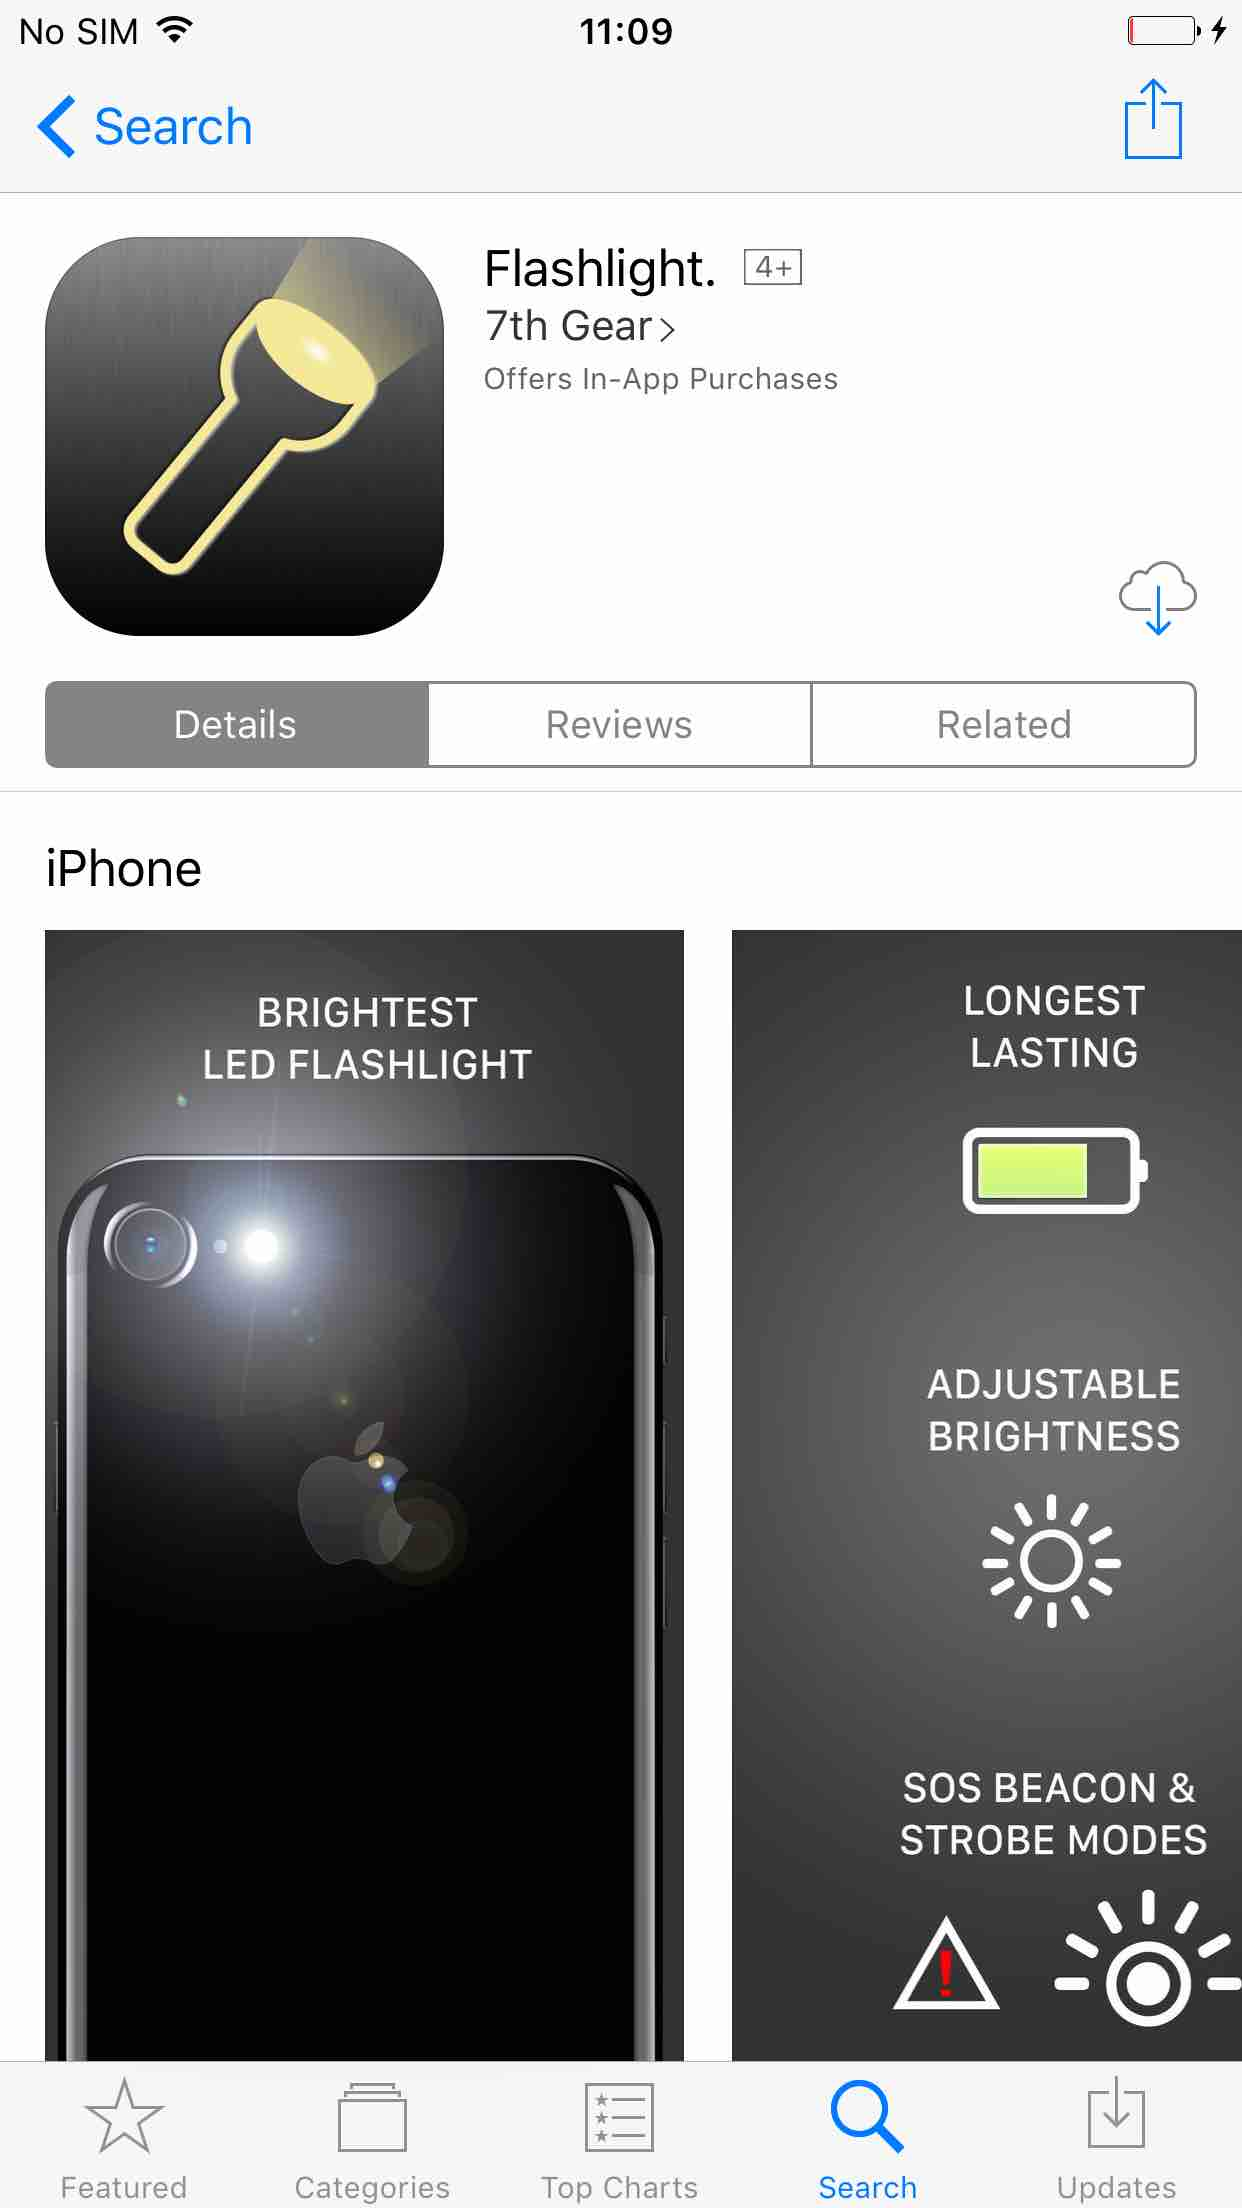 No SIM 11:09
Search
Flashlight. 4+
7th Gear
Offers In-App Purchases
Details Reviews Related
iPhone
BRIGHTEST
LED FLASHLIGHT
LONGEST
LASTING
ADJUSTABLE
BRIGHTNESS
SOS BEACON &
STROBE MODES
Featured Categories Top Charts Search Updates